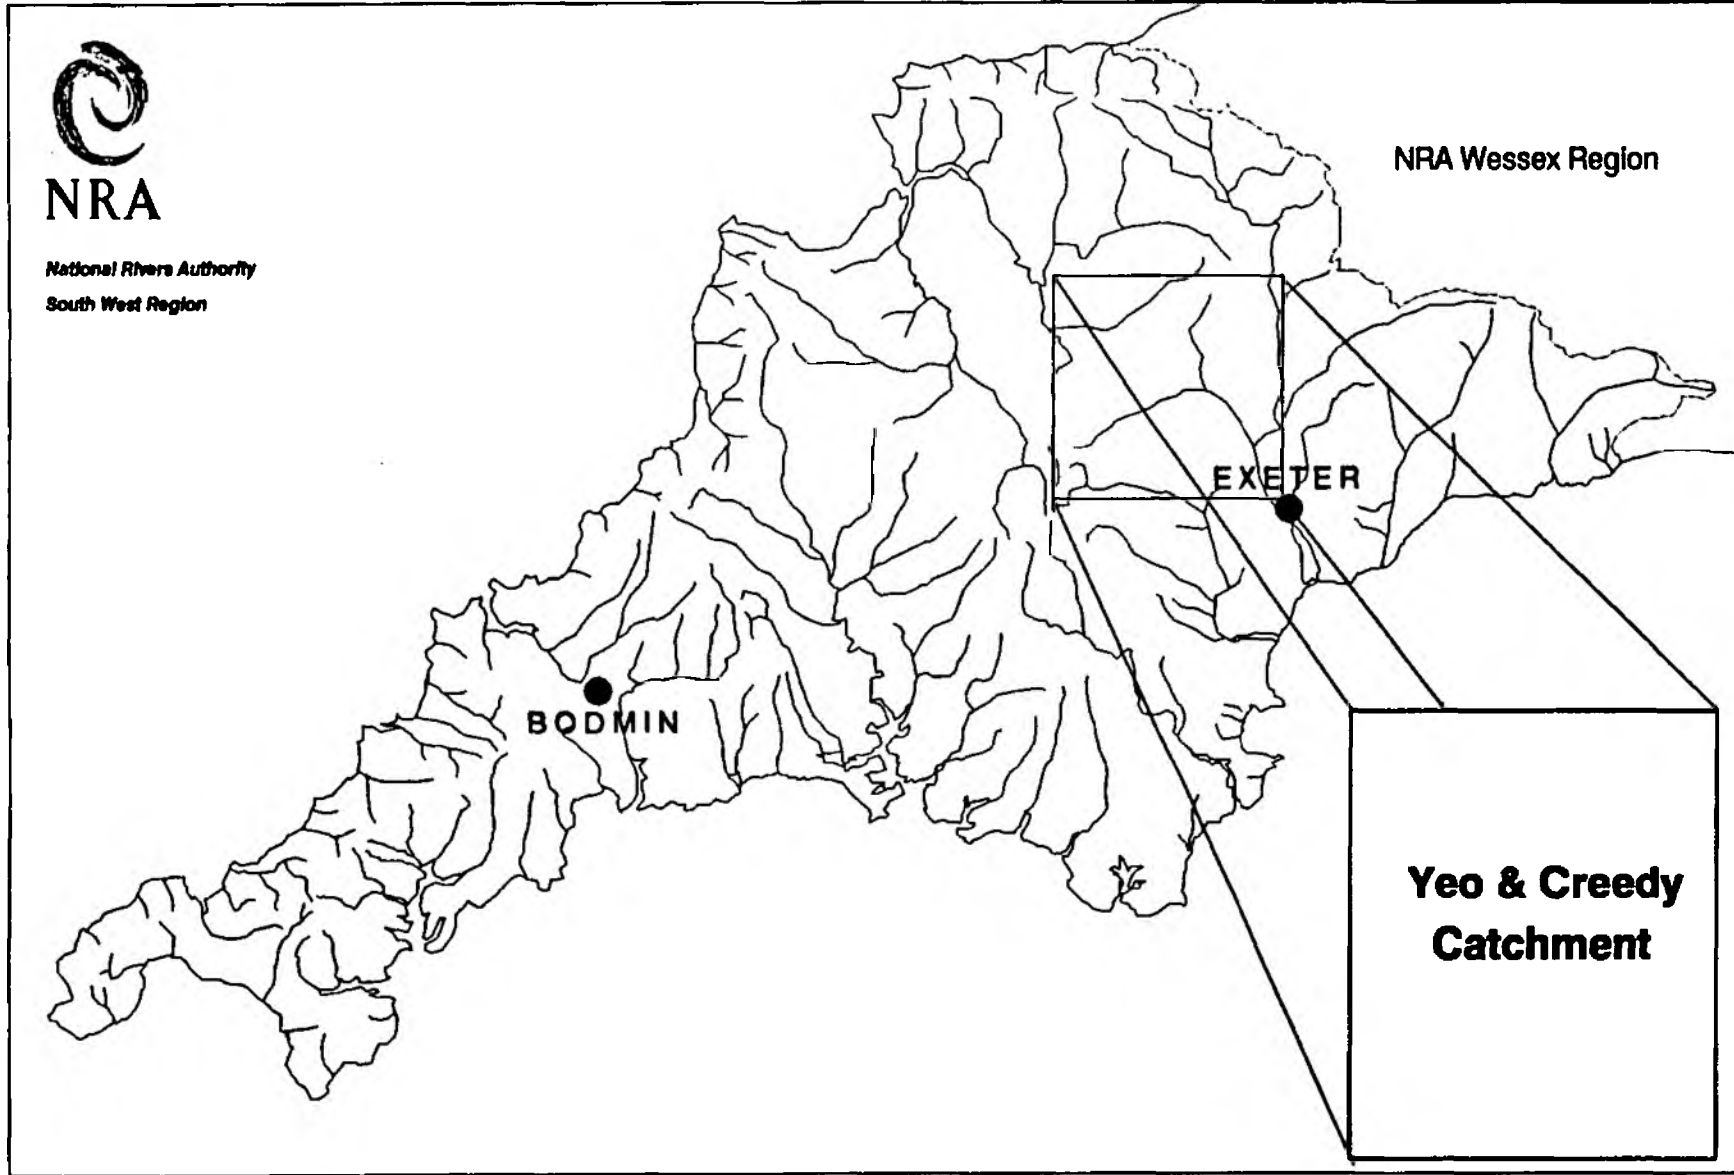 NRA
National Rivers Authority
South West Region
NRA Wessex Region
EXETER
BODMIN
Yeo & Creedy
Catchment